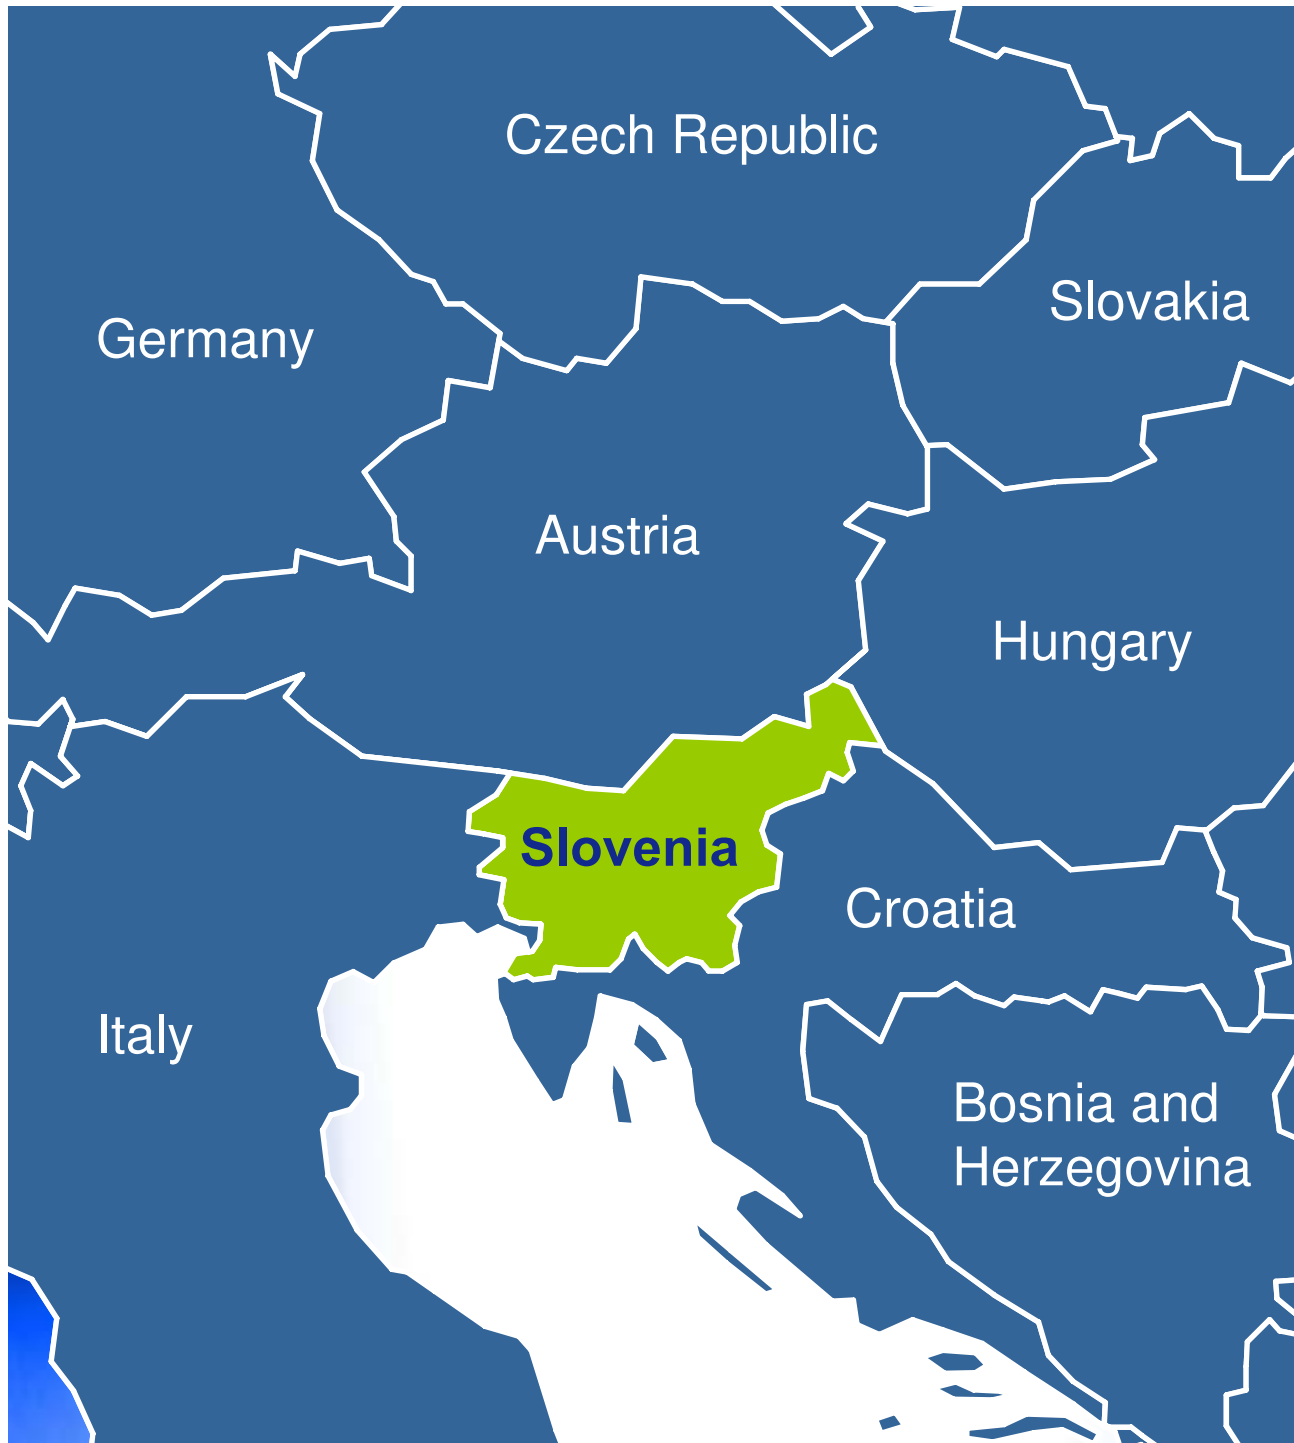 Czech Republic
Slovakia
Germany
Austria
Hungary
Slovenia
Croatia
Italy
Bosnia and
Herzegovina